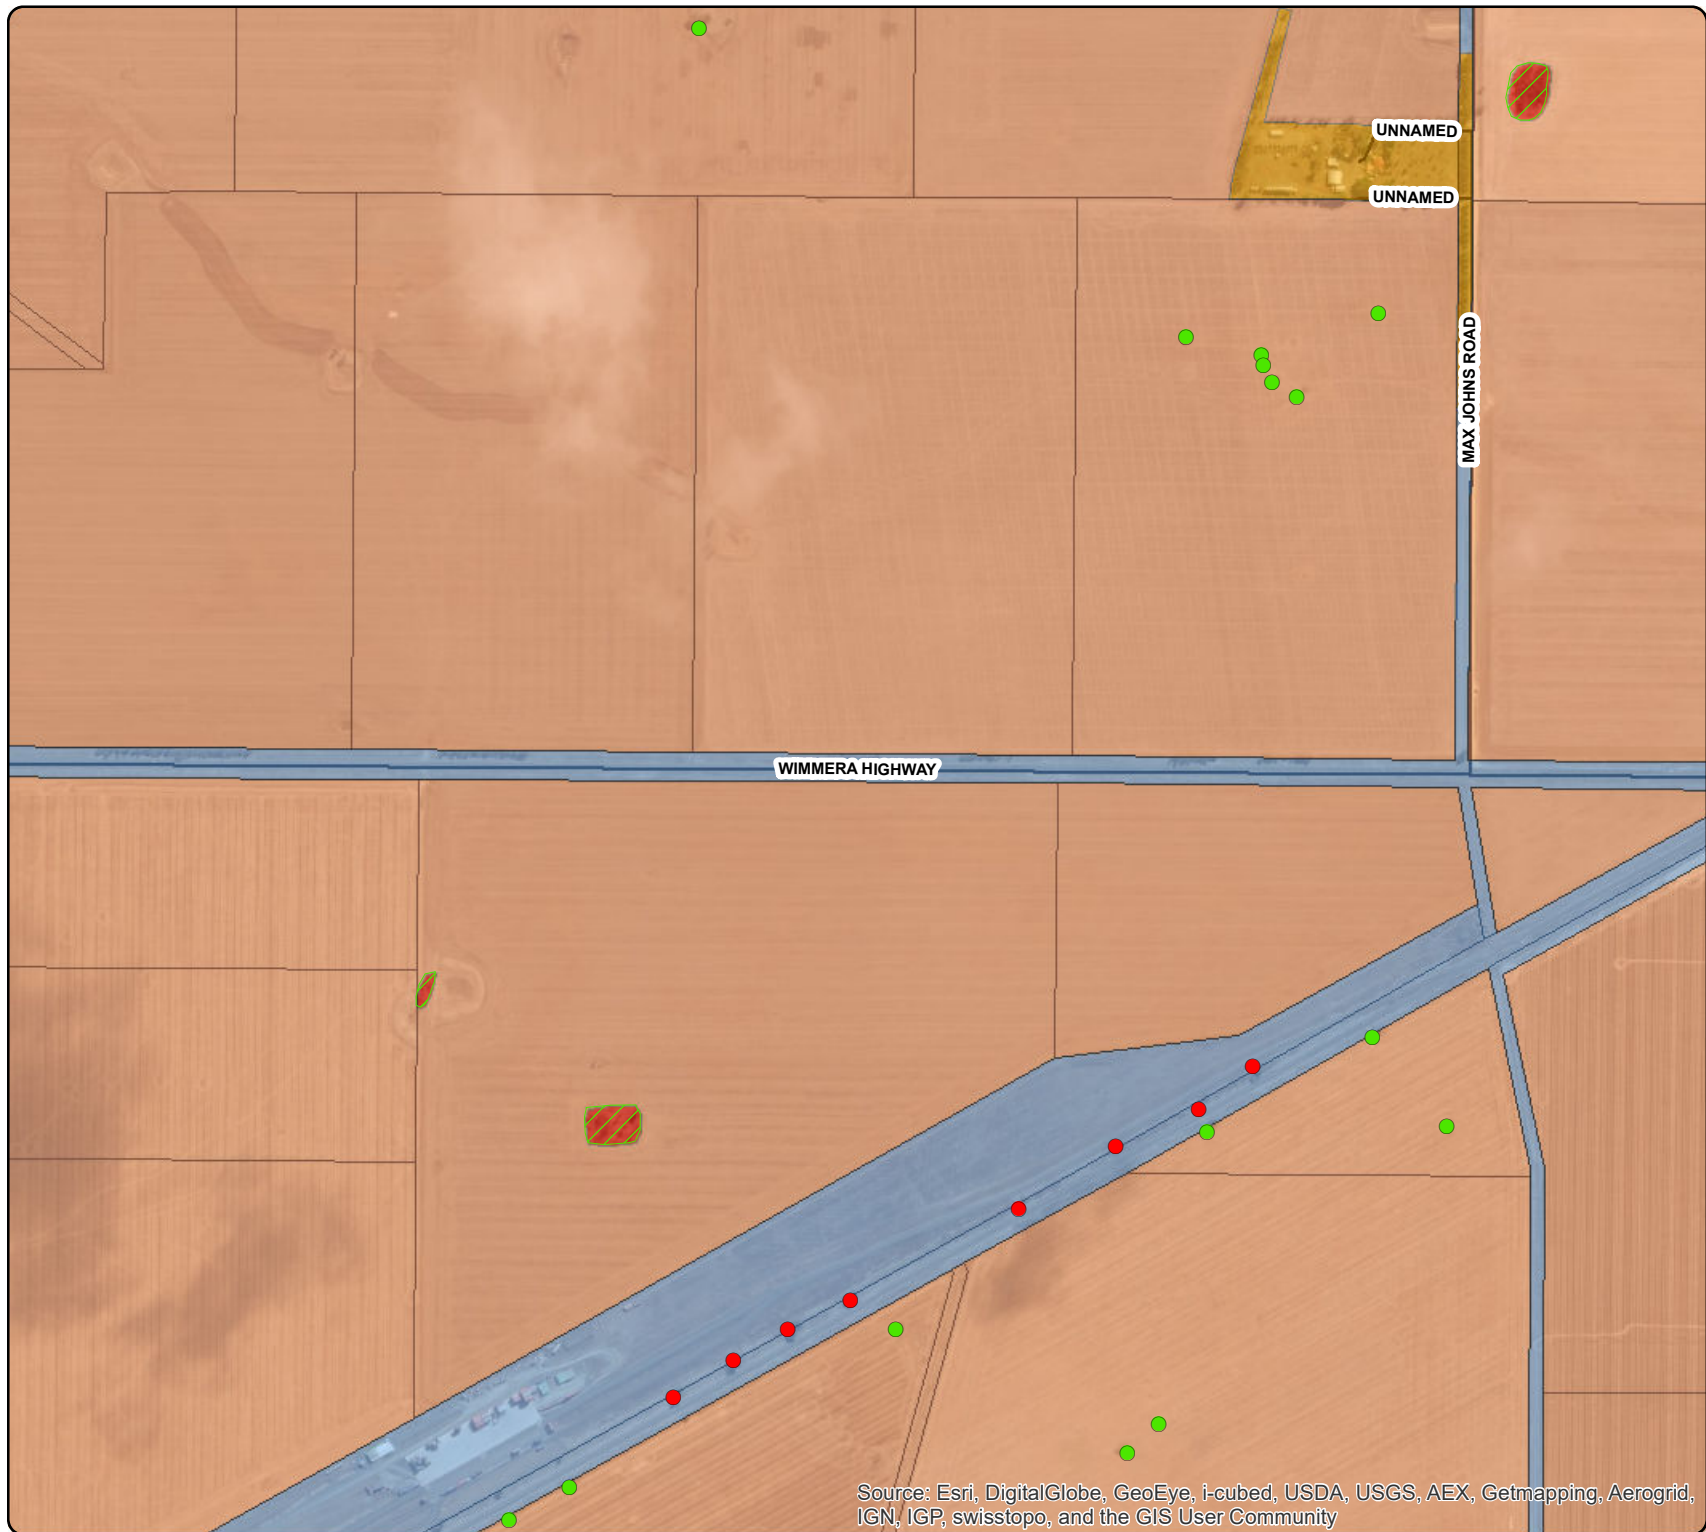 UNNAMED
UNNAMED
MAX JOHNS ROAD
WIMMERA HIGHWAY
Source: Esri, DigitalGlobe, GeoEye, i-cubed, USDA, USGS, AEX, Getmapping, Aerogrid,
IGN, IGP, swisstopo, and the GIS User Community